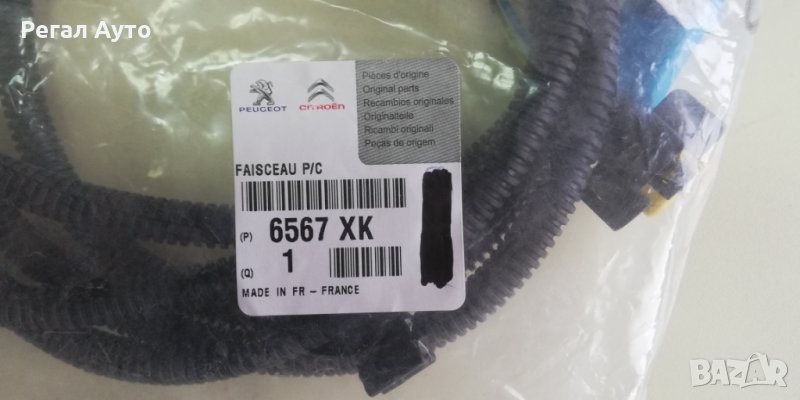 Регал Ауто
PEUGEOT
CITROËN
Pièces d'origine
Original parts
Recambios originales
Originalteile
Ricambi originali
Peças de origem
FAISCEAU P/C
(P) 6567 XK
(Q) 1
MADE IN FR - FRANCE
BAZAR